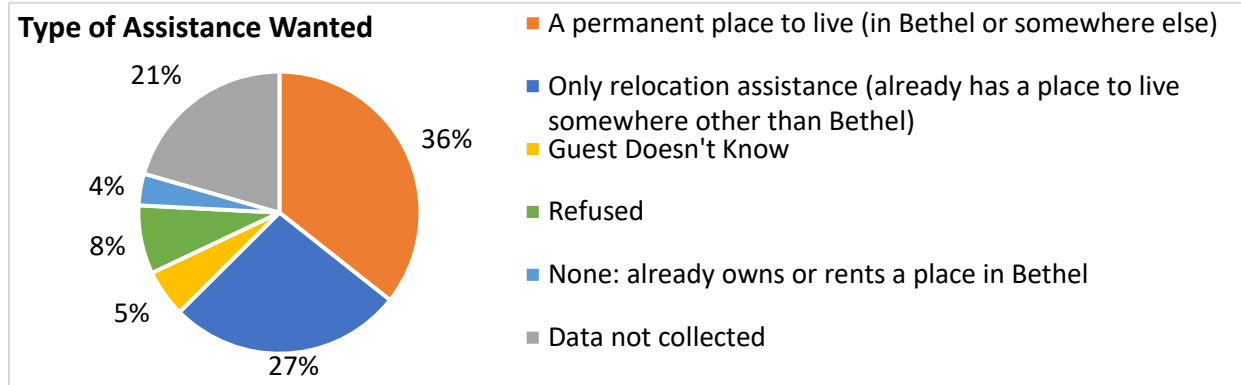 Type of Assistance Wanted
21%
36%
4%
8%
5%
27%
A permanent place to live (in Bethel or somewhere else)
Only relocation assistance (already has a place to live
somewhere other than Bethel)
Guest Doesn't Know
Refused
None: already owns or rents a place in Bethel
Data not collected